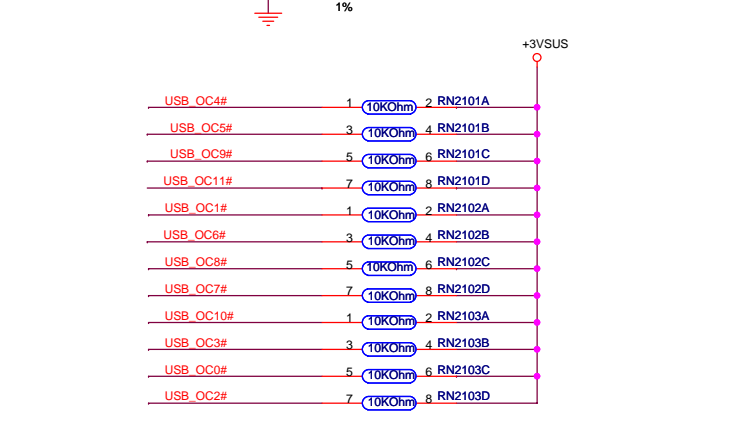 1%
+3VSUS
USB_OC4# 1 10KOhm 2 RN2101A
USB_OC5# 3 10KOhm 4 RN2101B
USB_OC9# 5 10KOhm 6 RN2101C
USB_OC11# 7 10KOhm 8 RN2101D
USB_OC1# 1 10KOhm 2 RN2102A
USB_OC6# 3 10KOhm 4 RN2102B
USB_OC8# 5 10KOhm 6 RN2102C
USB_OC7# 7 10KOhm 8 RN2102D
USB_OC10# 1 10KOhm 2 RN2103A
USB_OC3# 3 10KOhm 4 RN2103B
USB_OC0# 5 10KOhm 6 RN2103C
USB_OC2# 7 10KOhm 8 RN2103D